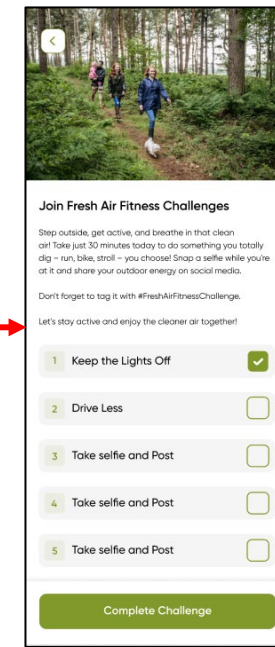 Join Fresh Air Fitness Challenges
Step outside, get active, and breathe in that clean
air! Take just 30 minutes today to do something you totally
dig – run, bike, stroll – you choose! Snap a selfie while you're
at it and share your outdoor energy on social media.
Don't forget to tag it with #FreshAirFitnessChallenge.
Let's stay active and enjoy the cleaner air together!
1 Keep the Lights Off
2 Drive Less
3 Take selfie and Post
4 Take selfie and Post
5 Take selfie and Post
Complete Challenge